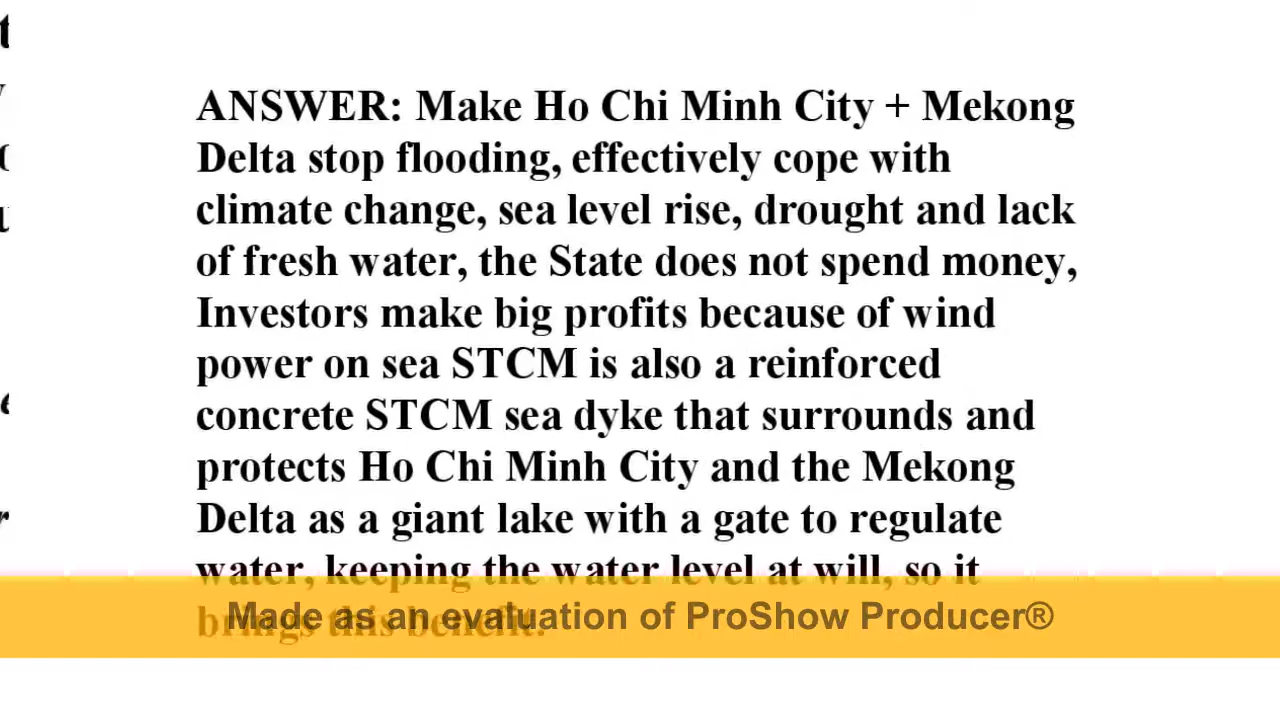 ANSWER: Make Ho Chi Minh City + Mekong
Delta stop flooding, effectively cope with
climate change, sea level rise, drought and lack
of fresh water, the State does not spend money,
Investors make big profits because of wind
power on sea STCM is also a reinforced
concrete STCM sea dyke that surrounds and
protects Ho Chi Minh City and the Mekong
Delta as a giant lake with a gate to regulate
water, keeping the water level at will, so it
brings this benefit.
Made as an evaluation of ProShow Producer®